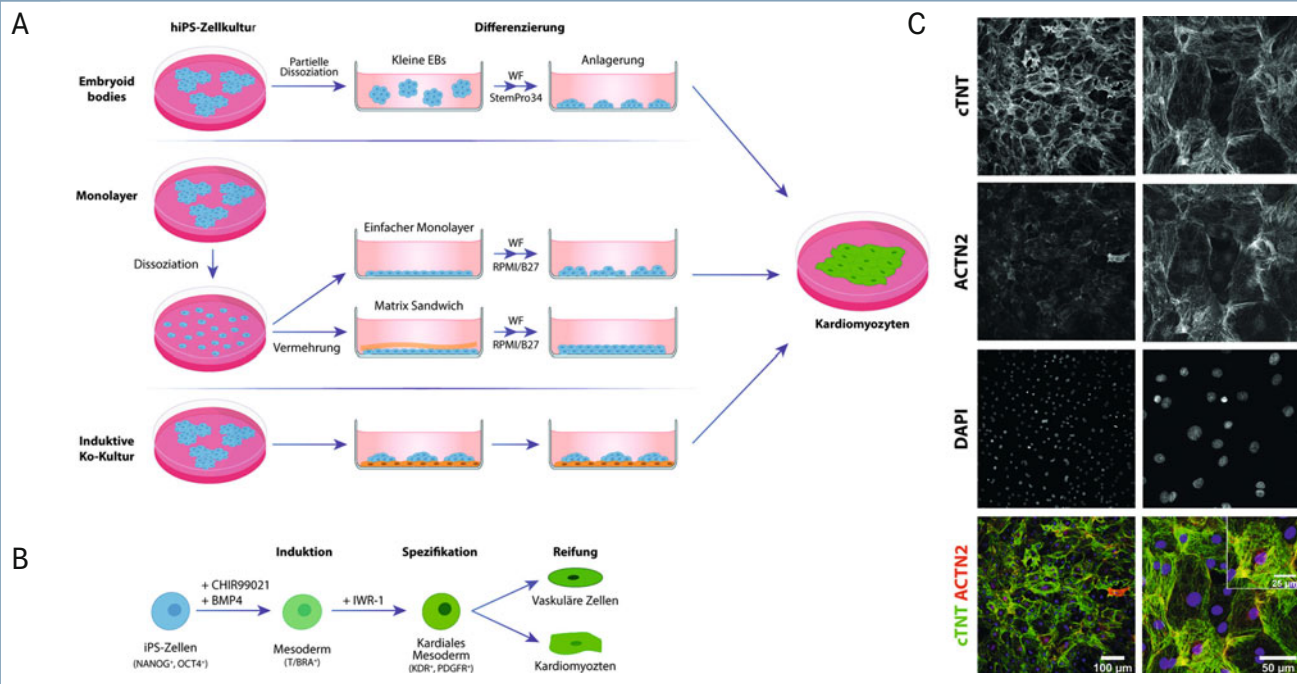 A
hiPS-Zellkultur
Differenzierung
Embryoid
bodies
Partielle
Dissoziation
Kleine EBs
WF
StemPro34
Anlagerung
Monolayer
Dissoziation
Einfacher Monolayer
WF
RPMI/B27
Matrix Sandwich
Vermehrung
WF
RPMI/B27
Kardiomyozyten
Induktive
Ko-Kultur
B
Induktion
Spezifikation
Reifung
+ CHIR99021
+ BMP4
+ IWR-1
iPS-Zellen
(NANOG⁺, OCT4⁺)
Mesoderm
(T/BRA⁺)
Kardiales
Mesoderm
(KDR⁺, PDGFR⁺)
Vaskuläre Zellen
Kardiomyozten
C
cTNT
ACTN2
DAPI
cTNT ACTN2
100 µm
25 µm
50 µm